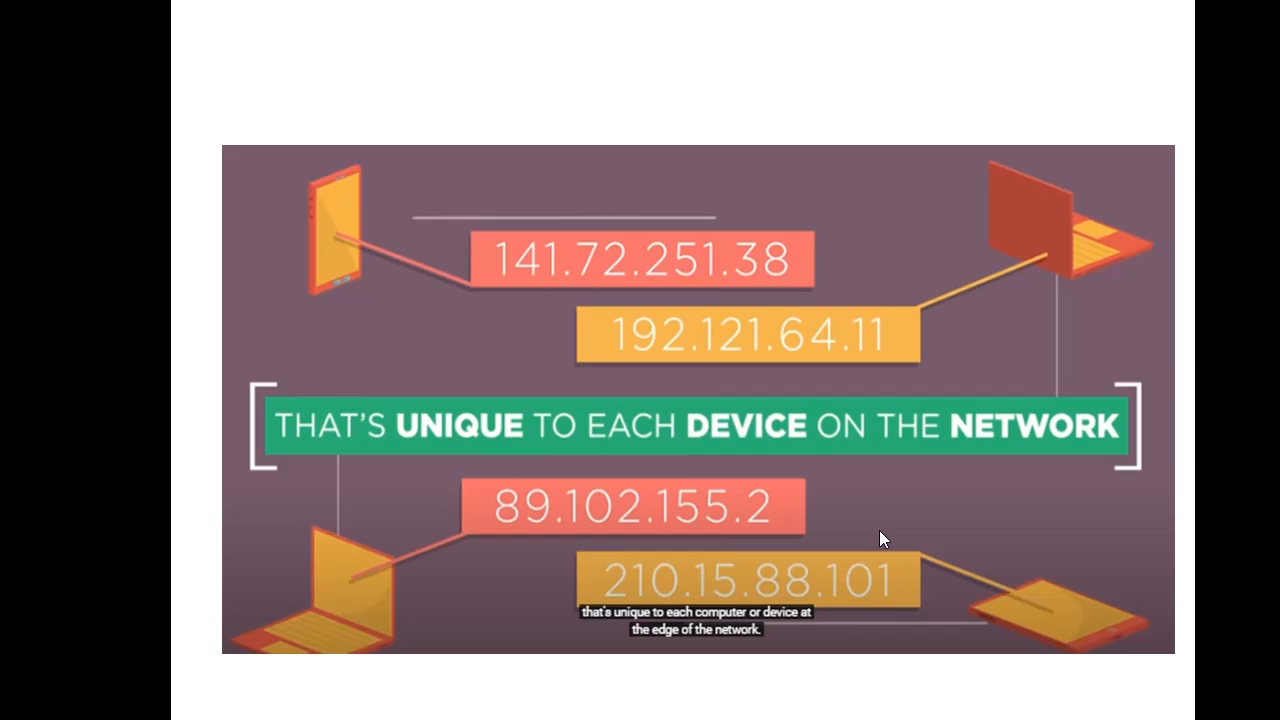 141.72.251.38
192.121.64.11
THAT'S UNIQUE TO EACH DEVICE ON THE NETWORK
89.102.155.2
210.15.88.101
that's unique to each computer or device at
the edge of the network.